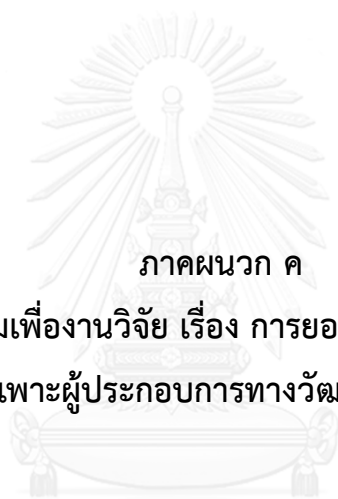 ภาคผนวก ค
เพื่องานวิจัย เรื่อง การยอ
เพาะผู้ประกอบการทางวัฒ